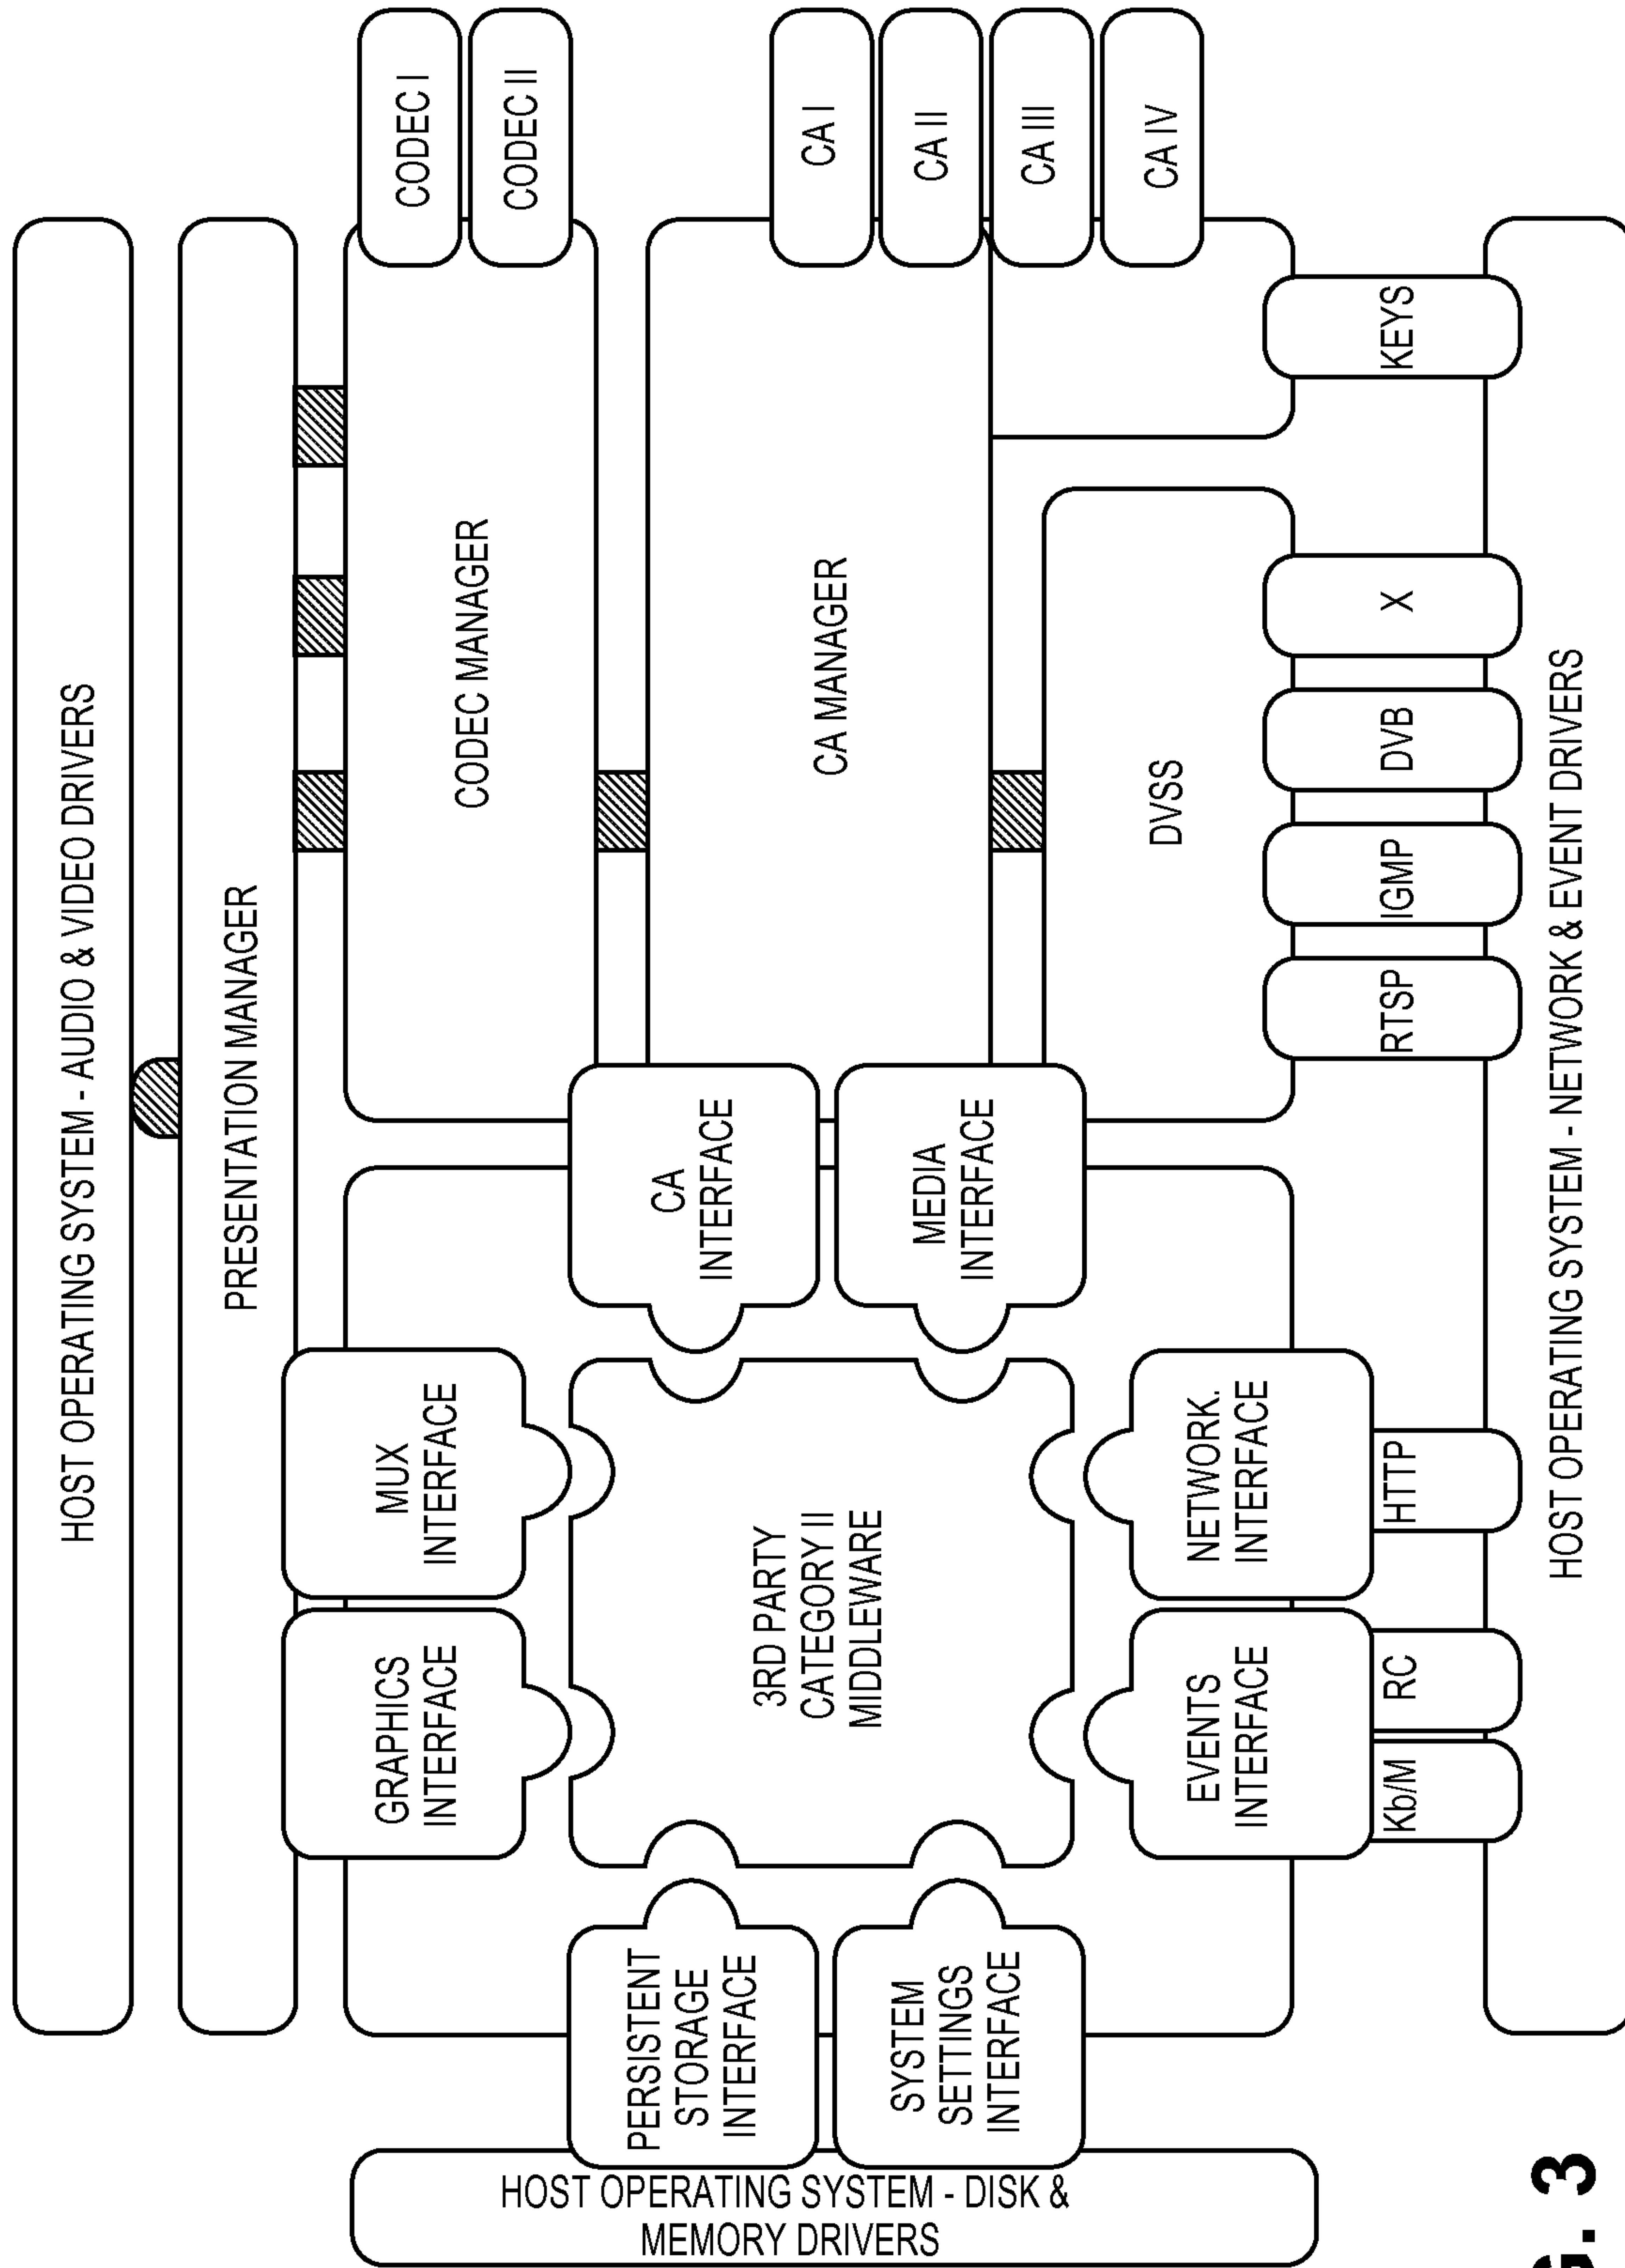 HOST OPERATING SYSTEM - AUDIO & VIDEO DRIVERS
PRESENTATION MANAGER
GRAPHICS
INTERFACE
MUX
INTERFACE
CODEC MANAGER
CODEC I
CODEC II
PERSISTENT
STORAGE
INTERFACE
SYSTEM
SETTINGS
INTERFACE
HOST OPERATING SYSTEM - DISK &
MEMORY DRIVERS
3RD PARTY
CATEGORY II
MIDDLEWARE
CA
INTERFACE
MEDIA
INTERFACE
CA MANAGER
CA I
CA II
CA III
CA IV
DVSS
EVENTS
INTERFACE
NETWORK.
INTERFACE
Kb/M
RC
HTTP
RTSP
IGMP
DVB
X
KEYS
HOST OPERATING SYSTEM - NETWORK & EVENT DRIVERS
G. 3